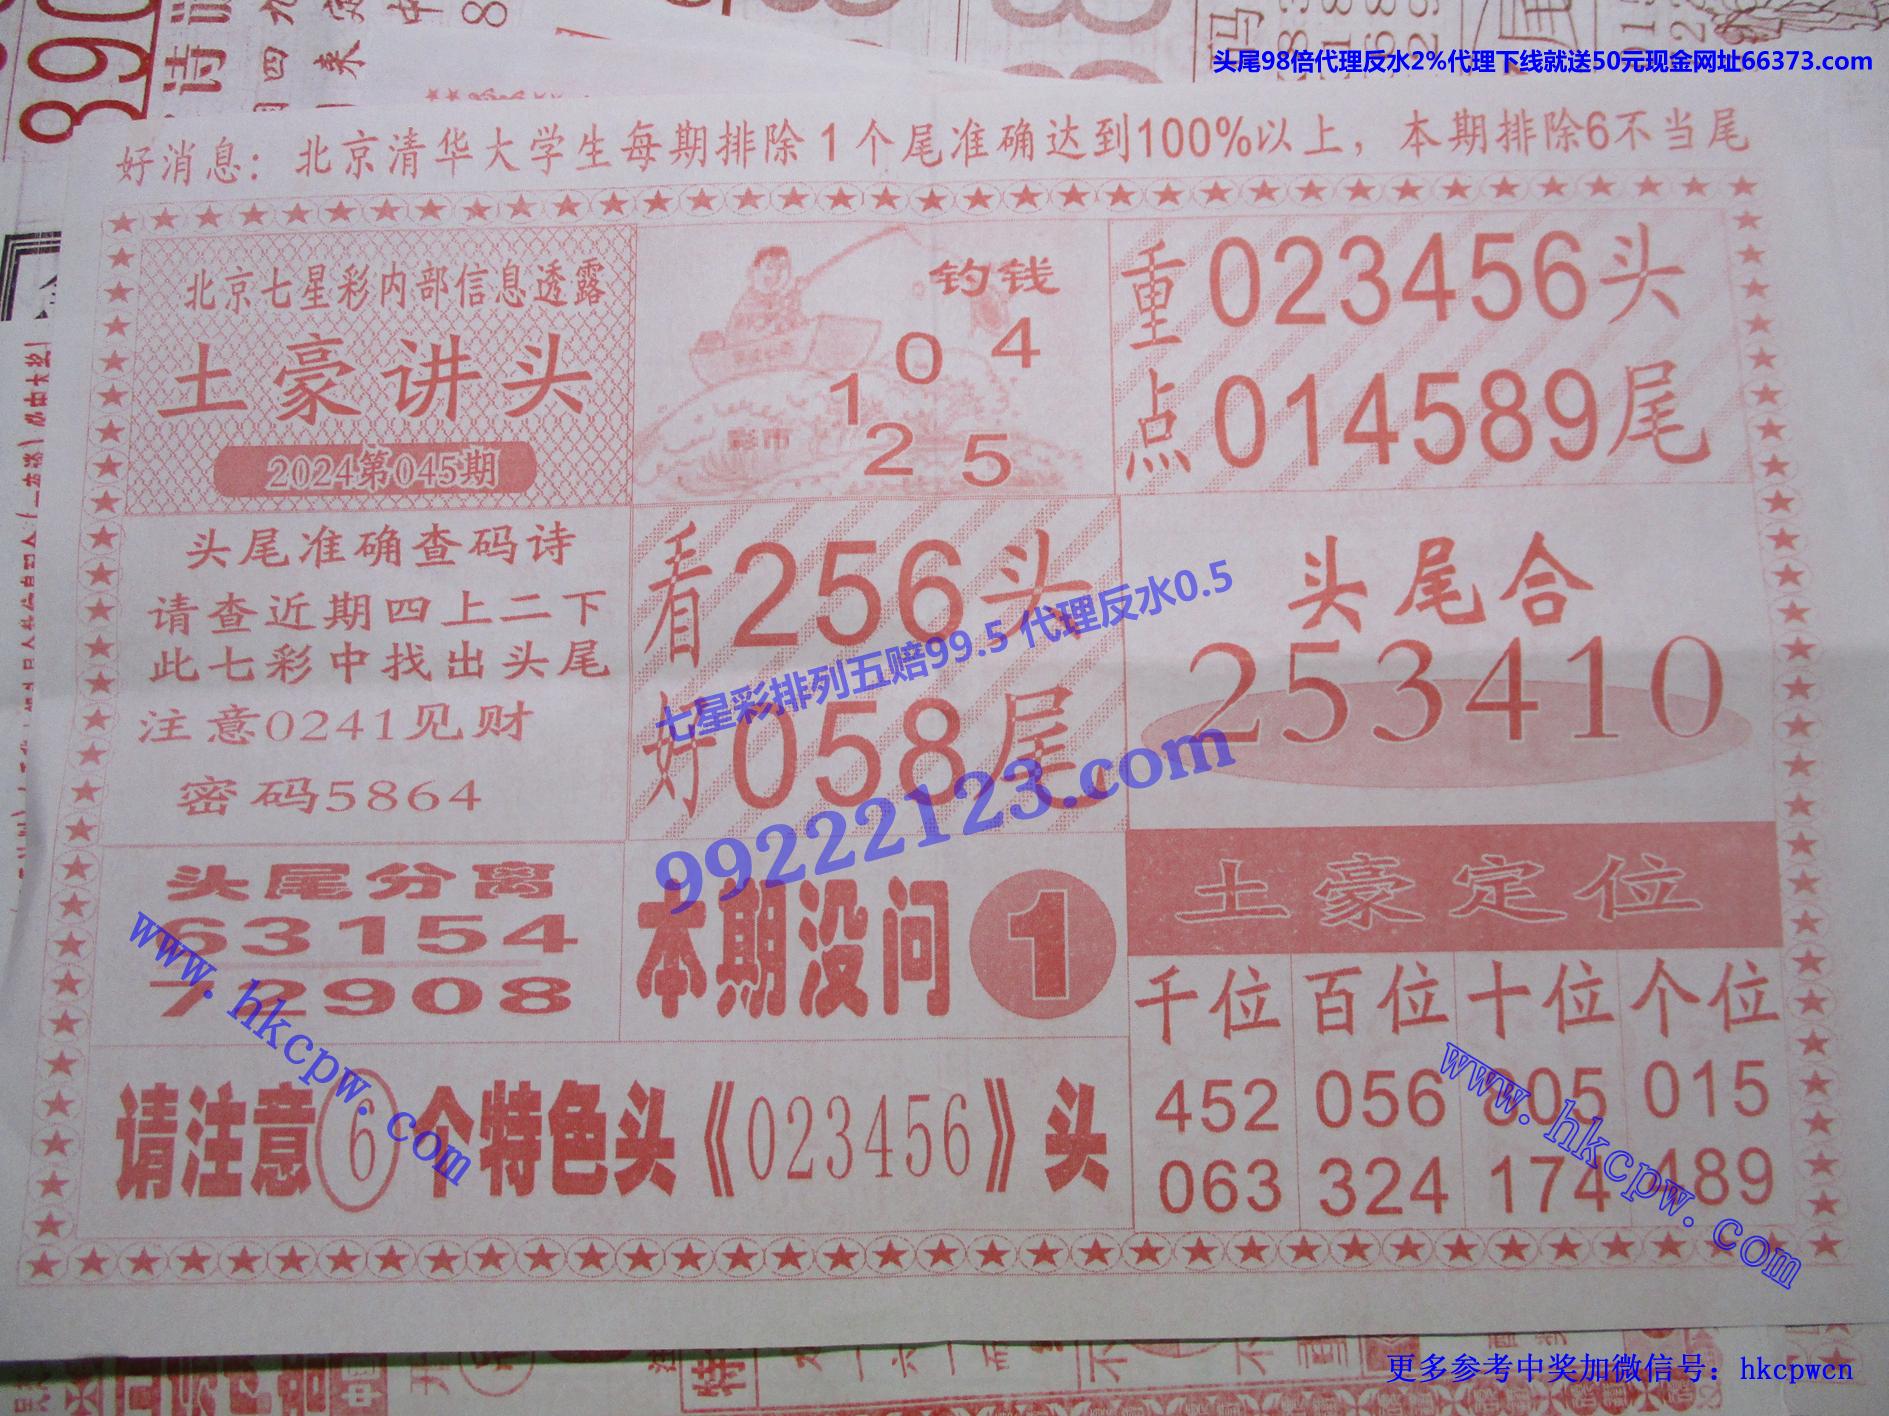 头尾98倍代理反水2%代理下线就送50元现金网址66373.com
好消息：北京清华大学生每期排除1个尾准确达到100%以上，本期排除6不当尾
北京七星彩内部信息透露
土豪讲头
2024第045期
钓钱
0 4
1
2 5
彩市
重023456头
点014589尾
头尾准确查码诗
请查近期四上二下
此七彩中找出头尾
注意0241见财
密码5864
看256头
好058尾
七星彩排列五赔99.5 代理反水0.5
99222123.com
头尾合
253410
头尾分离
63154
72908
www.hkcpw.com
本期没问1
土豪定位
千位 百位 十位 个位
452 056 805 015
063 324 174 489
www.hkcpw.com
请注意6个特色头《023456》头
更多参考中奖加微信号：hkcpwcn